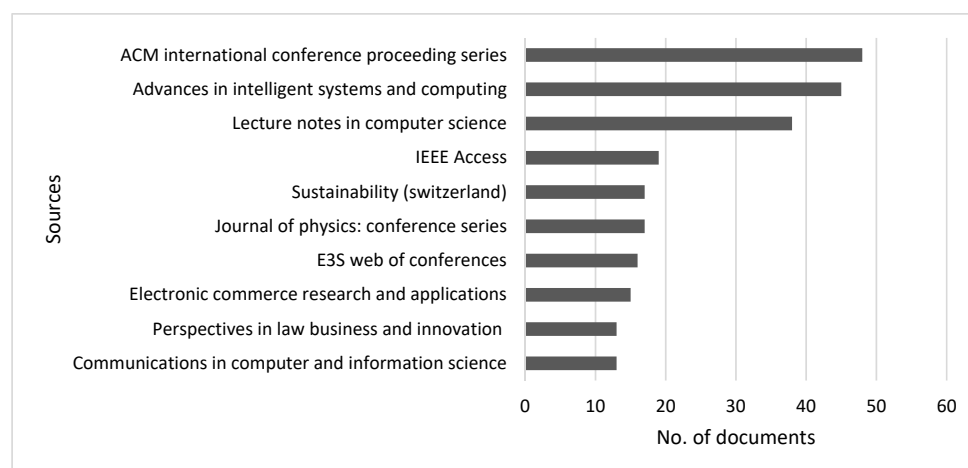 ACM international conference proceeding series
Advances in intelligent systems and computing
Lecture notes in computer science
IEEE Access
Sustainability (switzerland)
Journal of physics: conference series
E3S web of conferences
Electronic commerce research and applications
Perspectives in law business and innovation
Communications in computer and information science
Sources
0 10 20 30 40 50 60
No. of documents